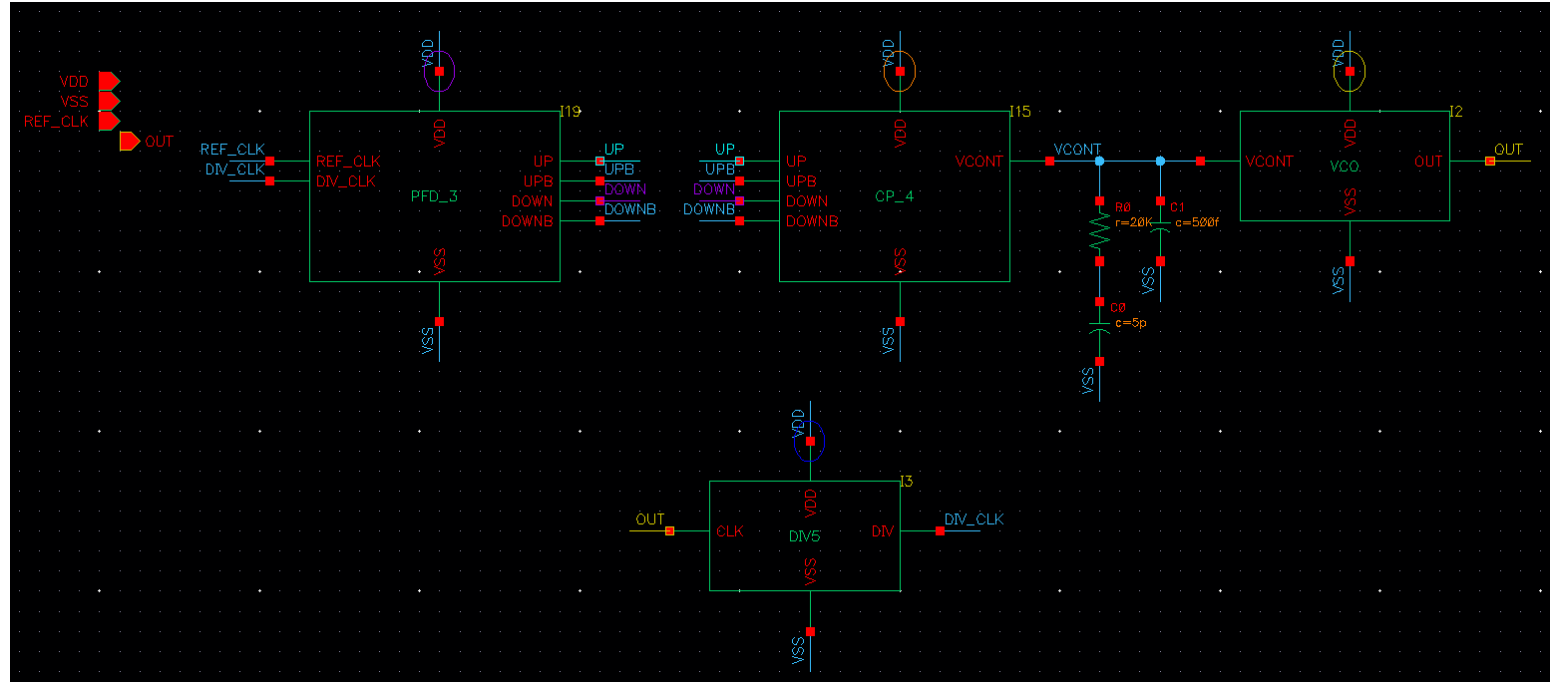 VDD
VSS
REF_CLK
OUT
VDD
I19
VDD
REF_CLK
REF_CLK
DIV_CLK
DIV_CLK
PFD_3
UP
UP
UPB
UPB
DOWN
DOWN
DOWNB
DOWNB
VSS
VSS
VDD
I15
VDD
UP
UP
UPB
UPB
DOWN
DOWN
DOWNB
DOWNB
CP_4
VCONT
VCONT
VSS
VSS
R0
r=20K
C1
c=500f
VSS
C0
c=5p
VSS
VDD
I2
VDD
VCONT
VCO
OUT
OUT
VSS
VSS
VDD
I3
VDD
OUT
CLK
DIV5
DIV
DIV_CLK
VSS
VSS